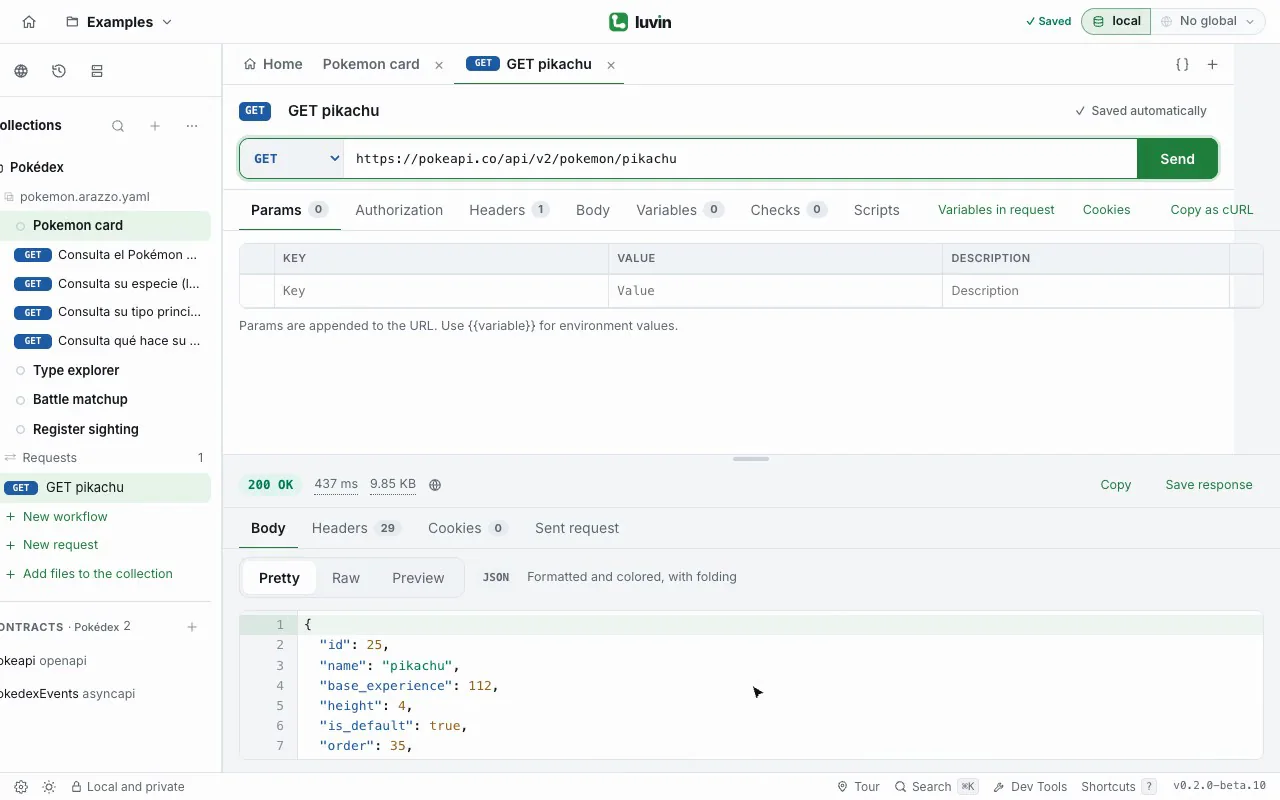 Examples
luvin
✓ Saved
local
No global
Home
Pokemon card ×
GET GET pikachu ×
{ } +
ollections
Pokédex
pokemon.arazzo.yaml
Pokemon card
GET Consulta el Pokémon ...
GET Consulta su especie (l...
GET Consulta su tipo princi...
GET Consulta qué hace su ...
Type explorer
Battle matchup
Register sighting
Requests 1
GET GET pikachu
+ New workflow
+ New request
+ Add files to the collection
ONTRACTS · Pokédex 2 +
okeapi openapi
okedexEvents asyncapi
GET GET pikachu
✓ Saved automatically
GET https://pokeapi.co/api/v2/pokemon/pikachu Send
Params 0 Authorization Headers 1 Body Variables 0 Checks 0 Scripts Variables in request Cookies Copy as cURL
KEY VALUE DESCRIPTION
Key Value Description
Params are appended to the URL. Use {{variable}} for environment values.
200 OK 437 ms 9.85 KB Copy Save response
Body Headers 29 Cookies 0 Sent request
Pretty Raw Preview JSON Formatted and colored, with folding
1 {
2 "id": 25,
3 "name": "pikachu",
4 "base_experience": 112,
5 "height": 4,
6 "is_default": true,
7 "order": 35,
Local and private
Tour Search ⌘K Dev Tools Shortcuts ? v0.2.0-beta.10